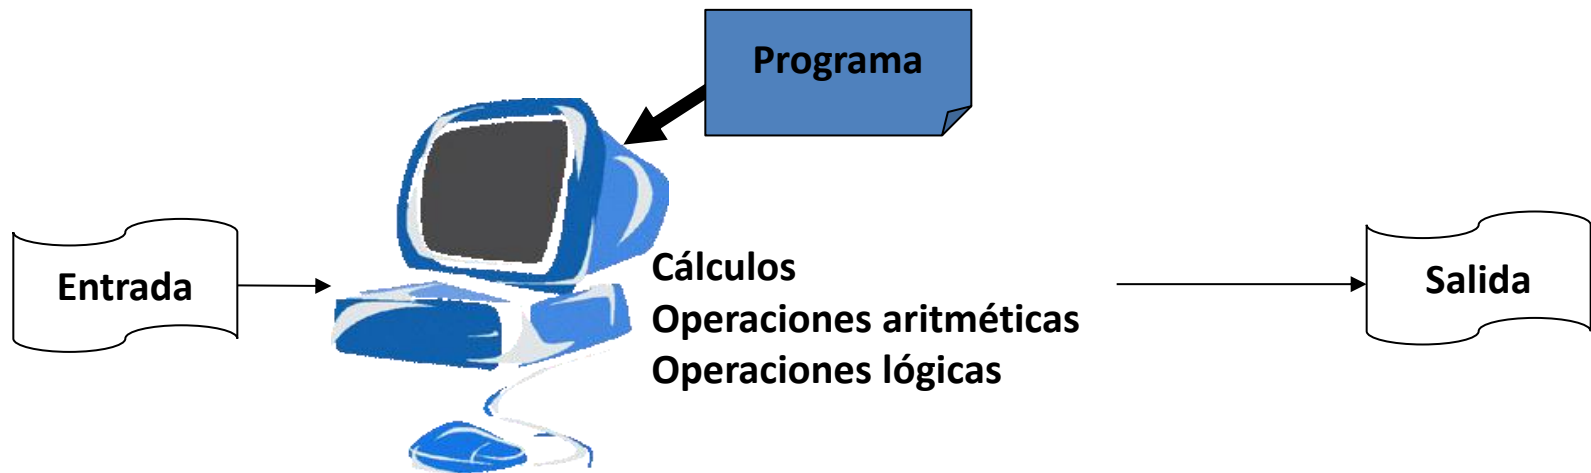 Programa
Entrada
Cálculos
Operaciones aritméticas
Operaciones lógicas
Salida